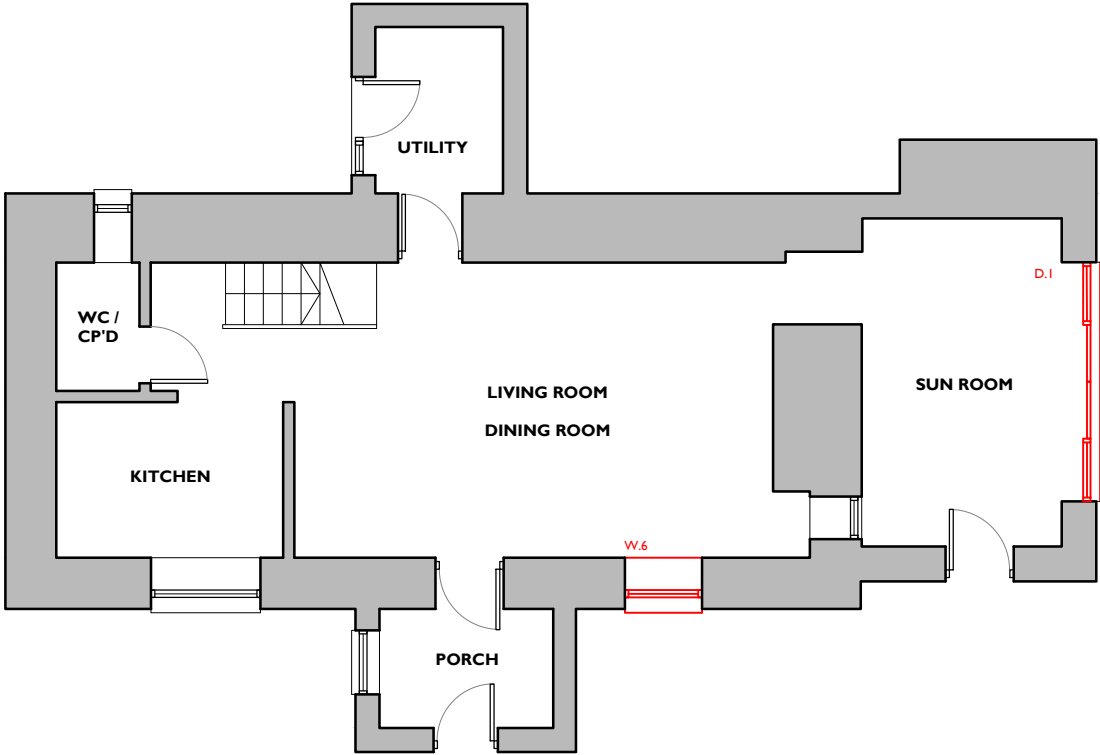 UTILITY
WC /
CP'D
D.1
LIVING ROOM
DINING ROOM
SUN ROOM
KITCHEN
W.6
PORCH